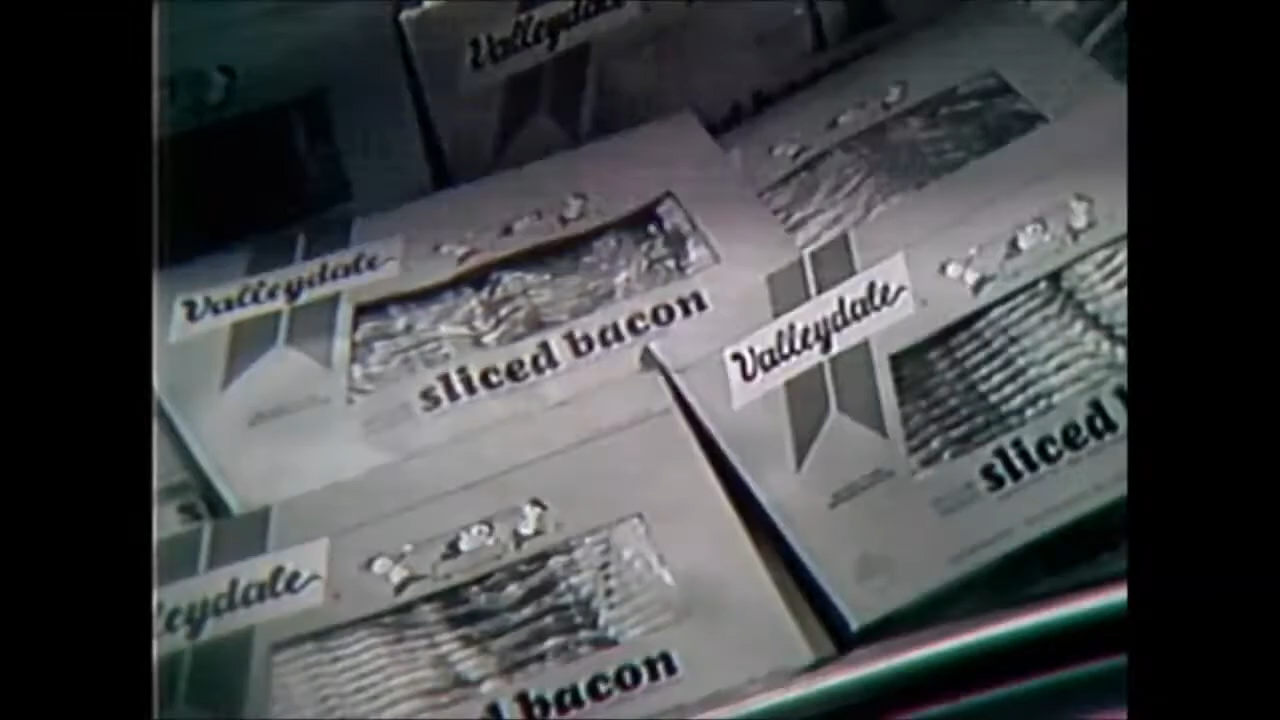 Valleydale
Valleydale
sliced bacon
Valleydale
sliced
eydale
bacon